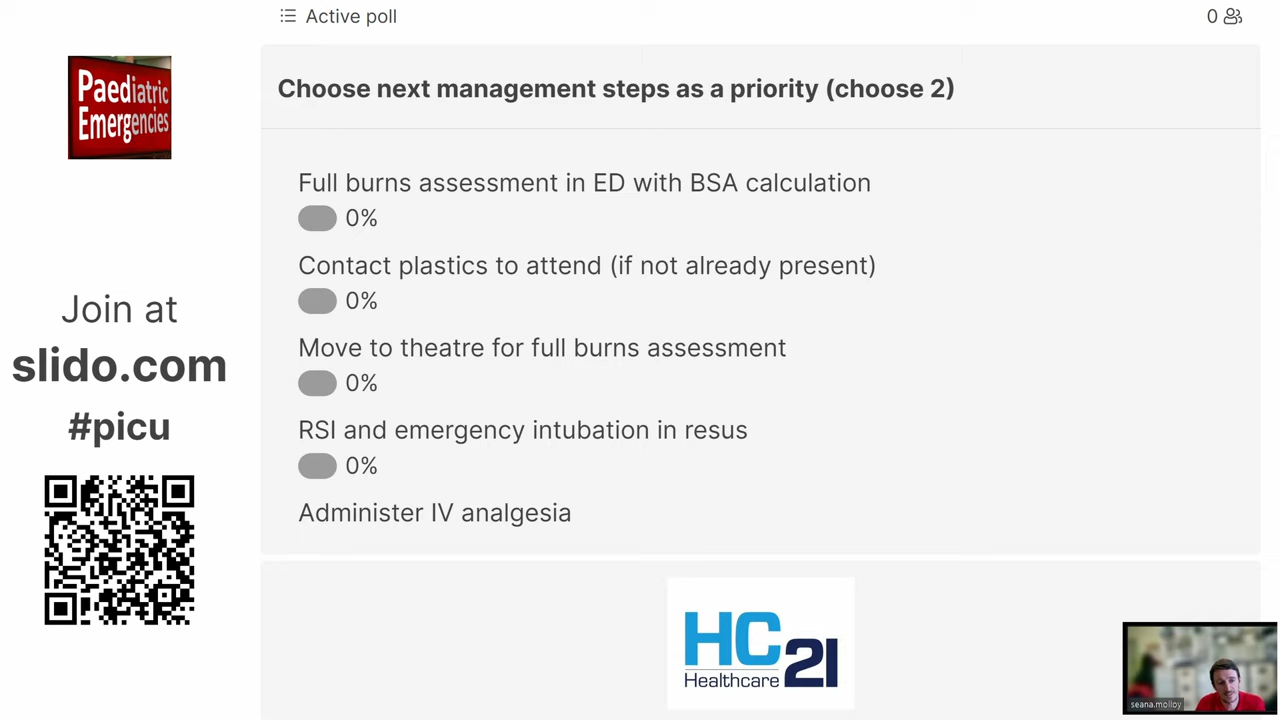 Active poll
0
Paediatric
Emergencies
Choose next management steps as a priority (choose 2)
Full burns assessment in ED with BSA calculation
0%
Contact plastics to attend (if not already present)
0%
Move to theatre for full burns assessment
0%
RSI and emergency intubation in resus
0%
Administer IV analgesia
Join at
slido.com
#picu
HC
Healthcare 21
seana.molloy